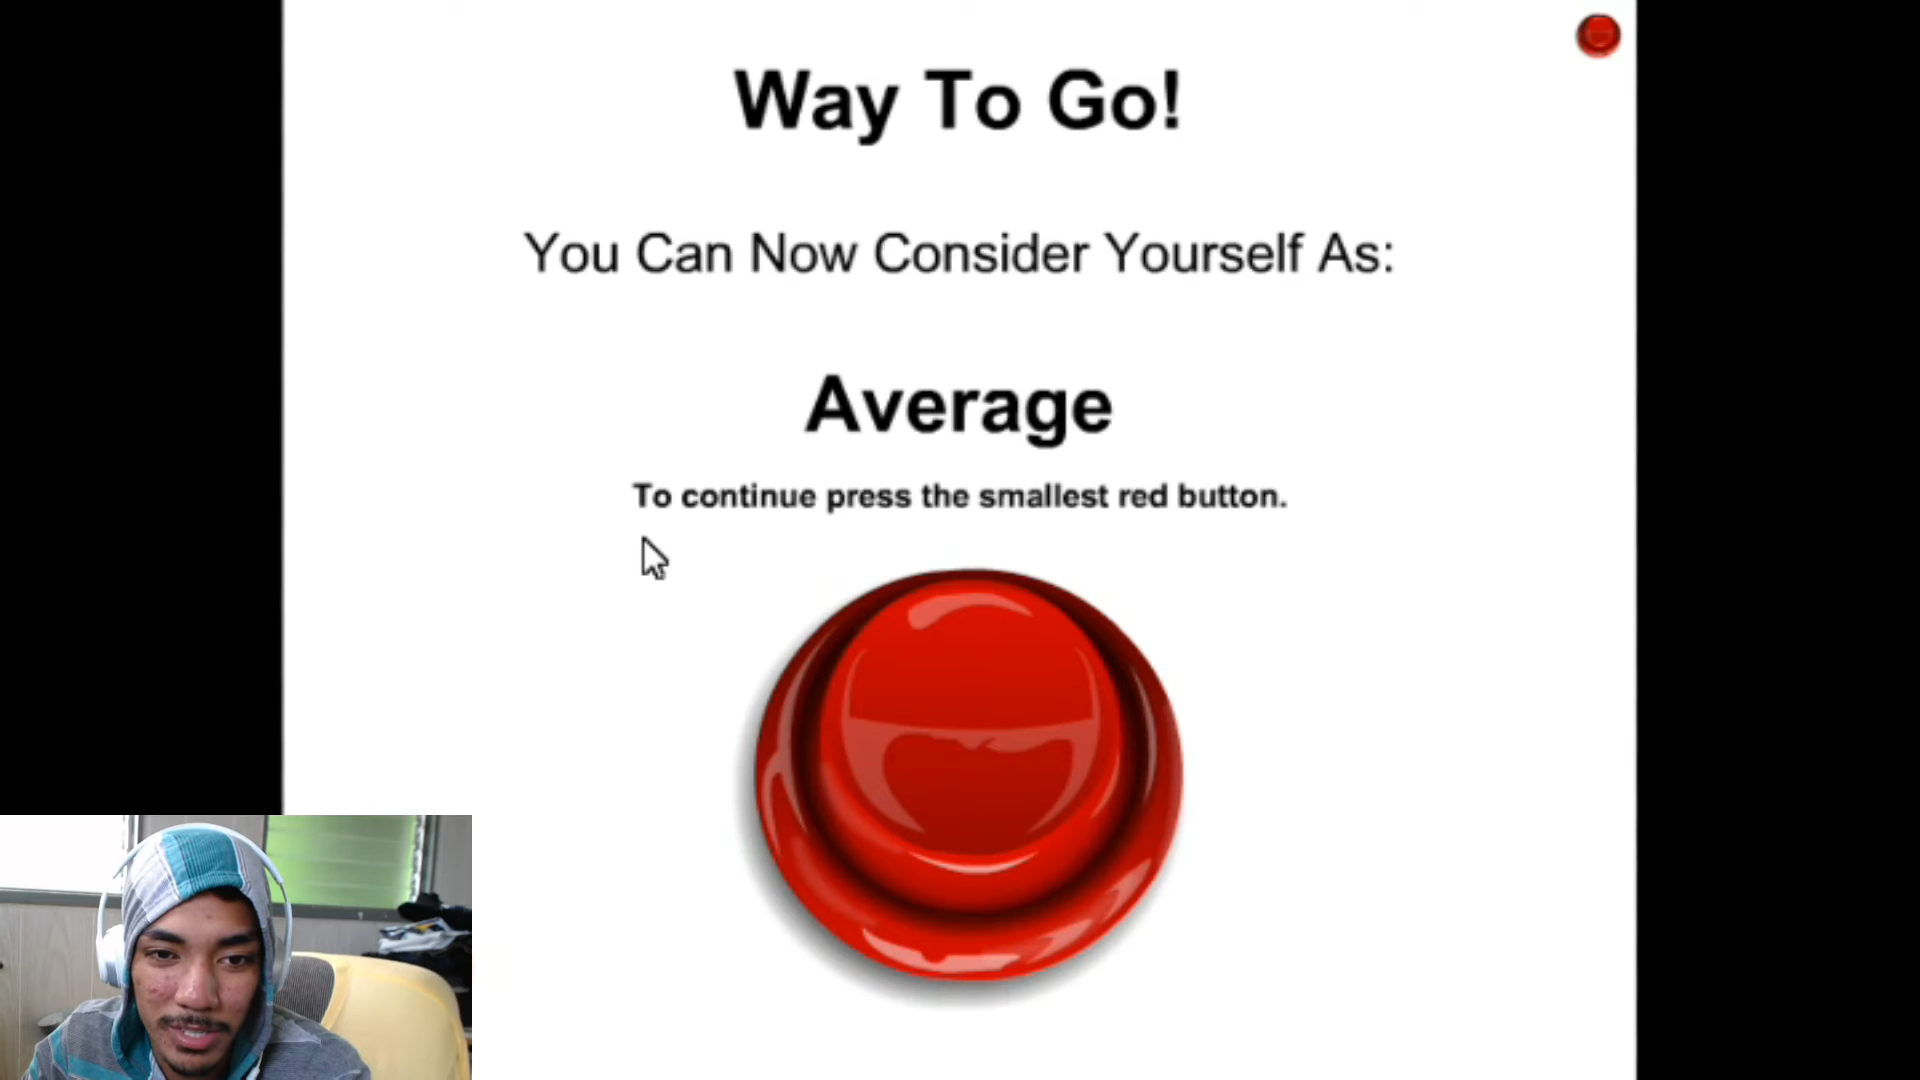 Way To Go!
You Can Now Consider Yourself As:
Average
To continue press the smallest red button.